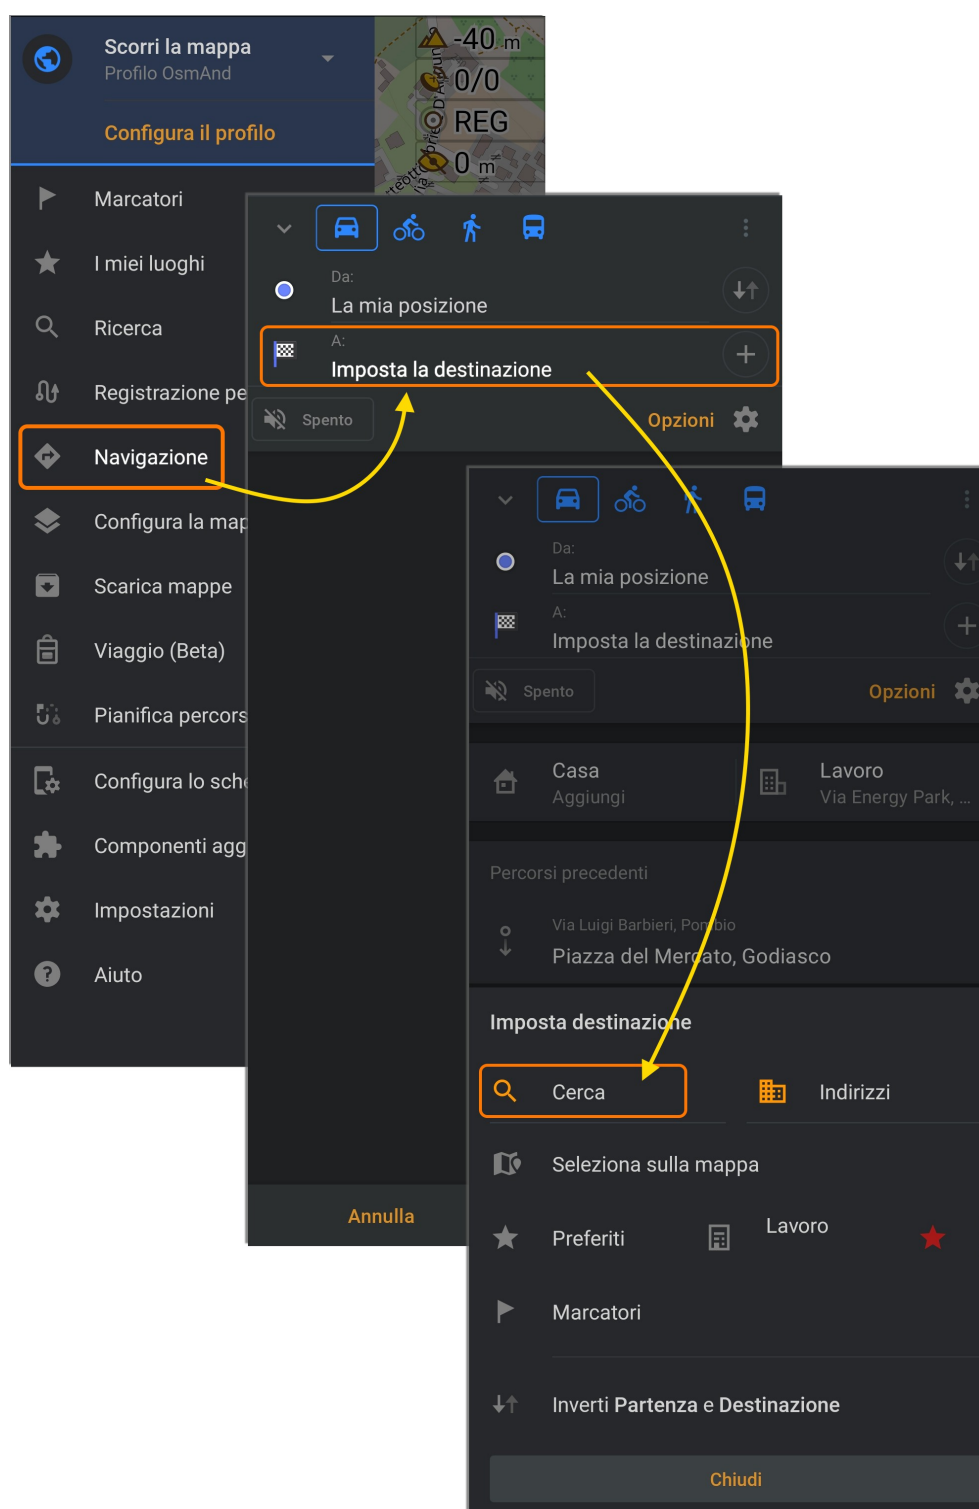 Scorri la mappa
Profilo OsmAnd
Configura il profilo
-40 m
0/0
REG
0 m
Marcatori
I miei luoghi
Ricerca
Registrazione pe
Navigazione
Configura la map
Scarica mappe
Viaggio (Beta)
Pianifica percors
Configura lo sche
Componenti agg
Impostazioni
Aiuto
Da:
La mia posizione
A:
Imposta la destinazione
Spento
Opzioni
Annulla
Da:
La mia posizione
A:
Imposta la destinazione
Spento
Opzioni
Casa
Aggiungi
Lavoro
Via Energy Park, ...
Percorsi precedenti
Via Luigi Barbieri, Pombio
Piazza del Mercato, Godiasco
Imposta destinazione
Cerca
Indirizzi
Seleziona sulla mappa
Preferiti
Lavoro
Marcatori
Inverti Partenza e Destinazione
Chiudi